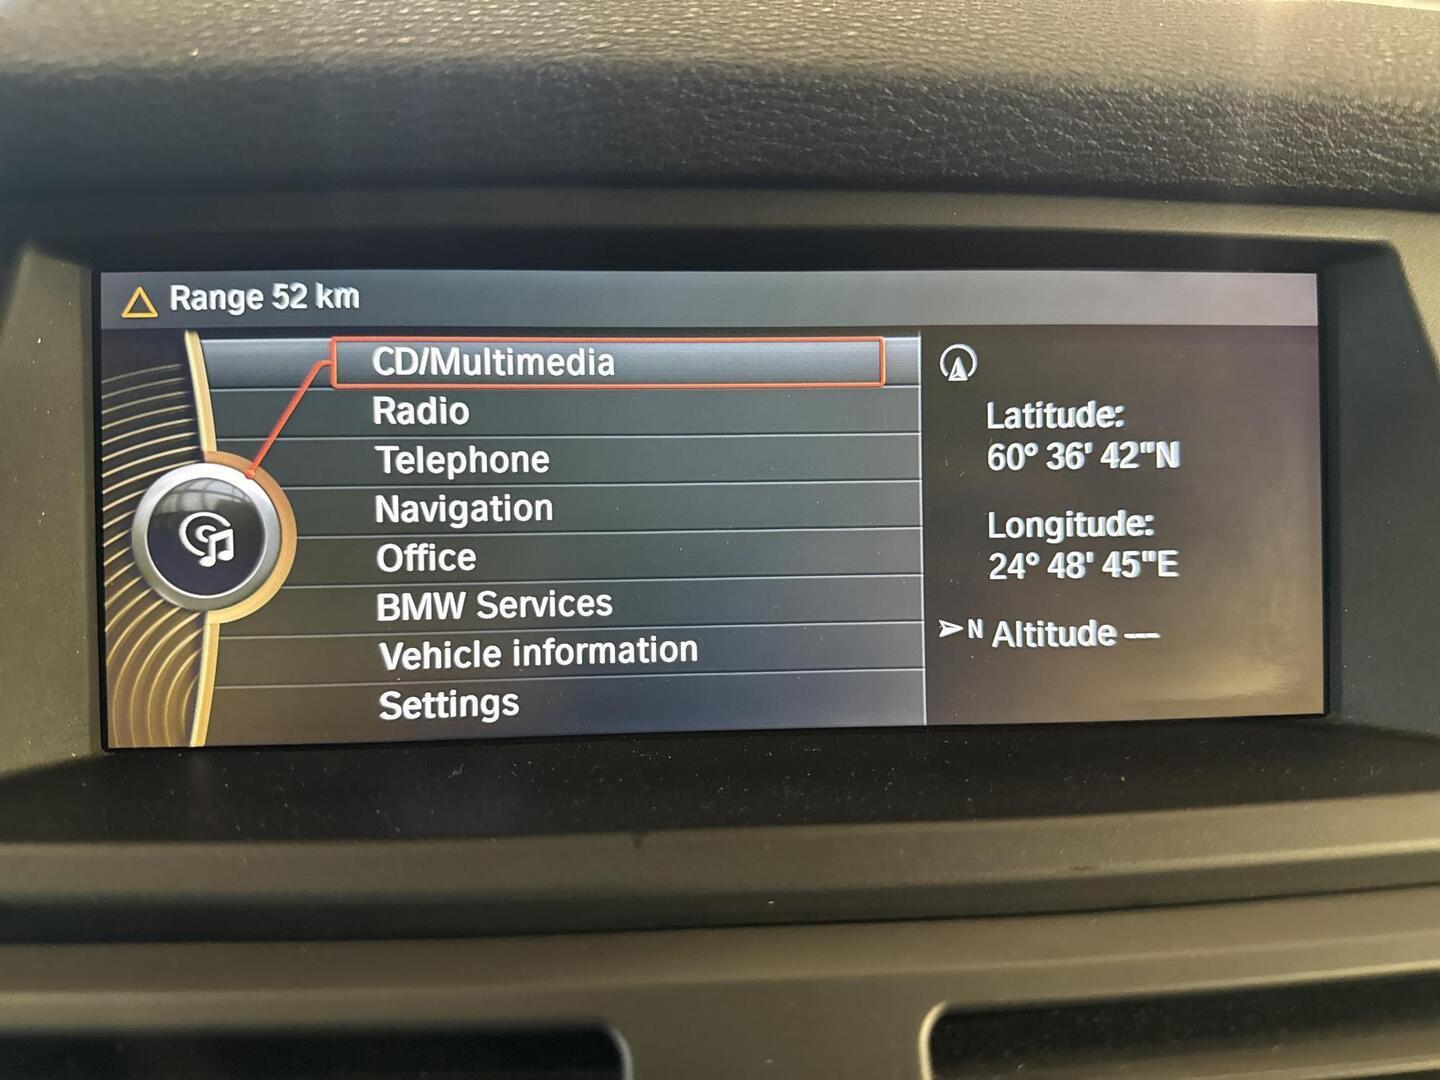 Range 52 km
CD/Multimedia
Radio
Telephone
Navigation
Office
BMW Services
Vehicle information
Settings
Latitude:
60° 36' 42"N
Longitude:
24° 48' 45"E
N Altitude ---